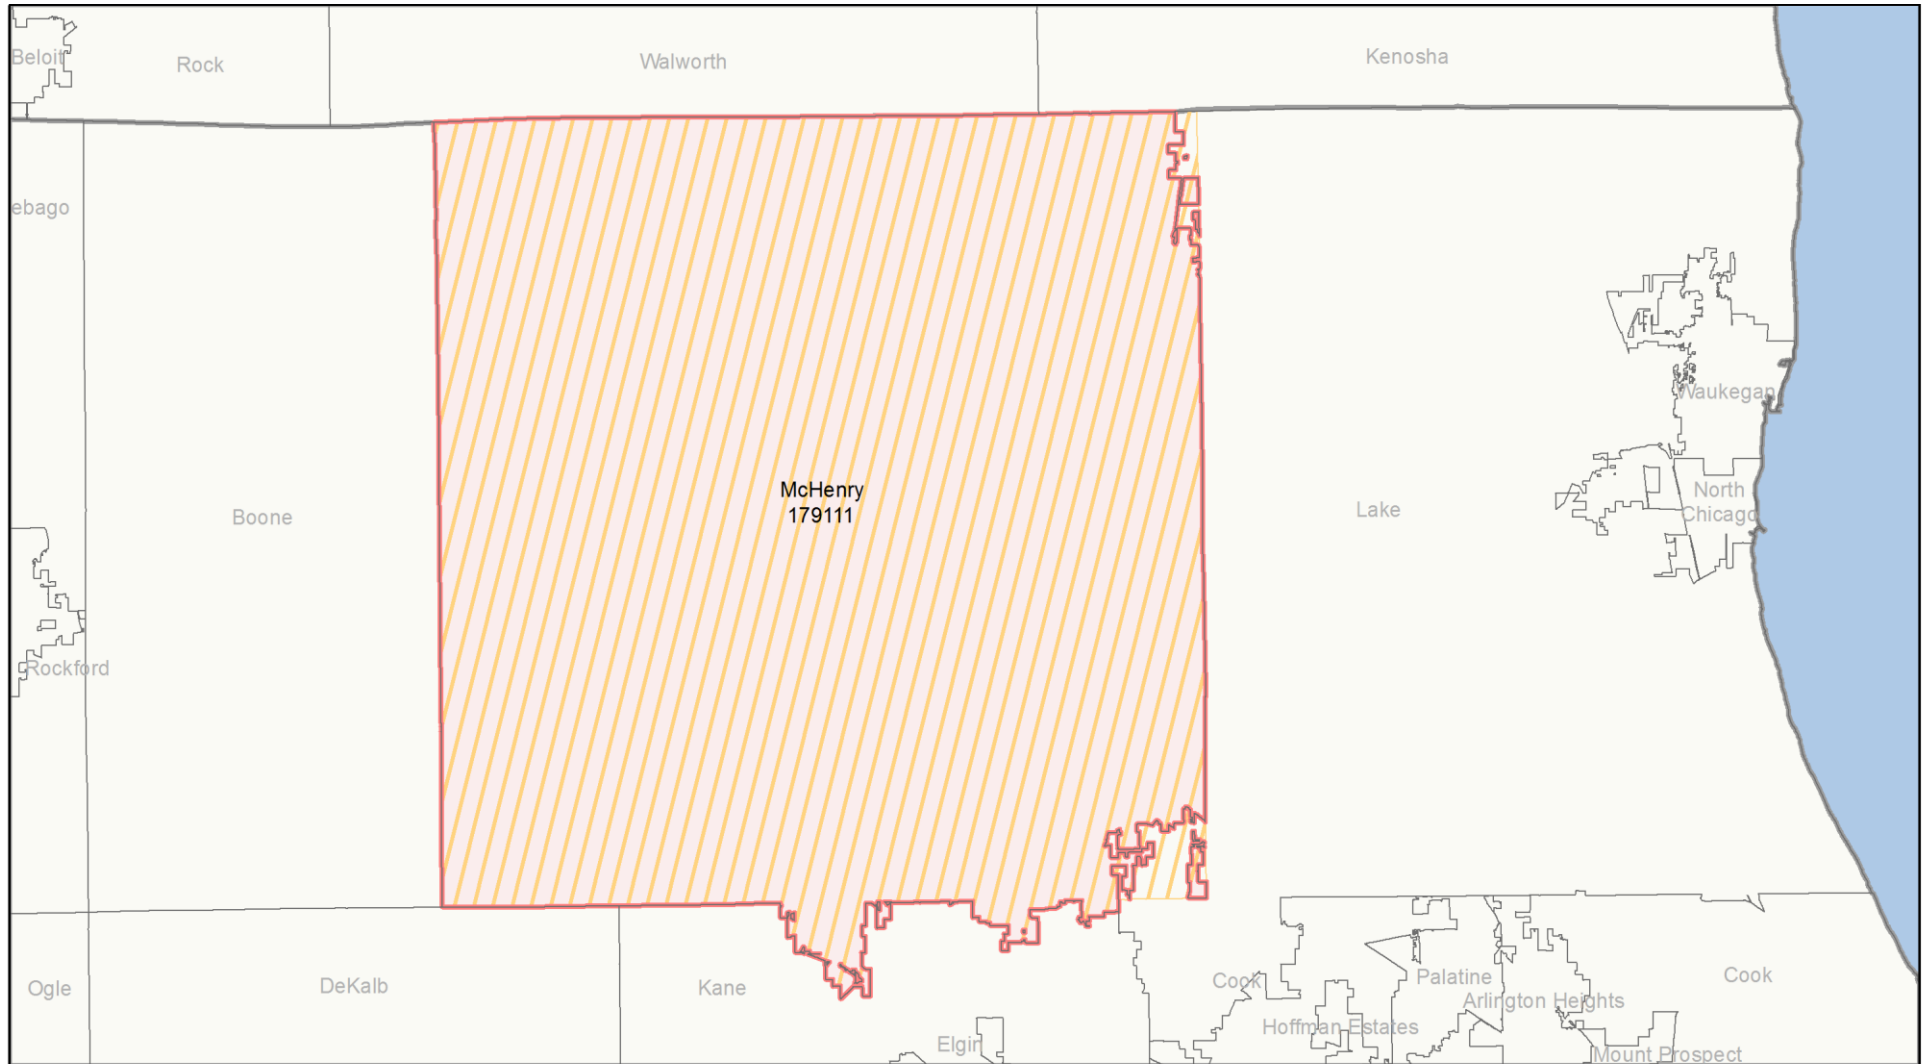 Beloit
Rock
Walworth
Kenosha
ebago
Waukegan
McHenry
179111
North
Chicago
Lake
Boone
Rockford
Ogle
DeKalb
Kane
Cook
Palatine
Cook
Arlington Heights
Hoffman Estates
Elgin
Mount Prospect